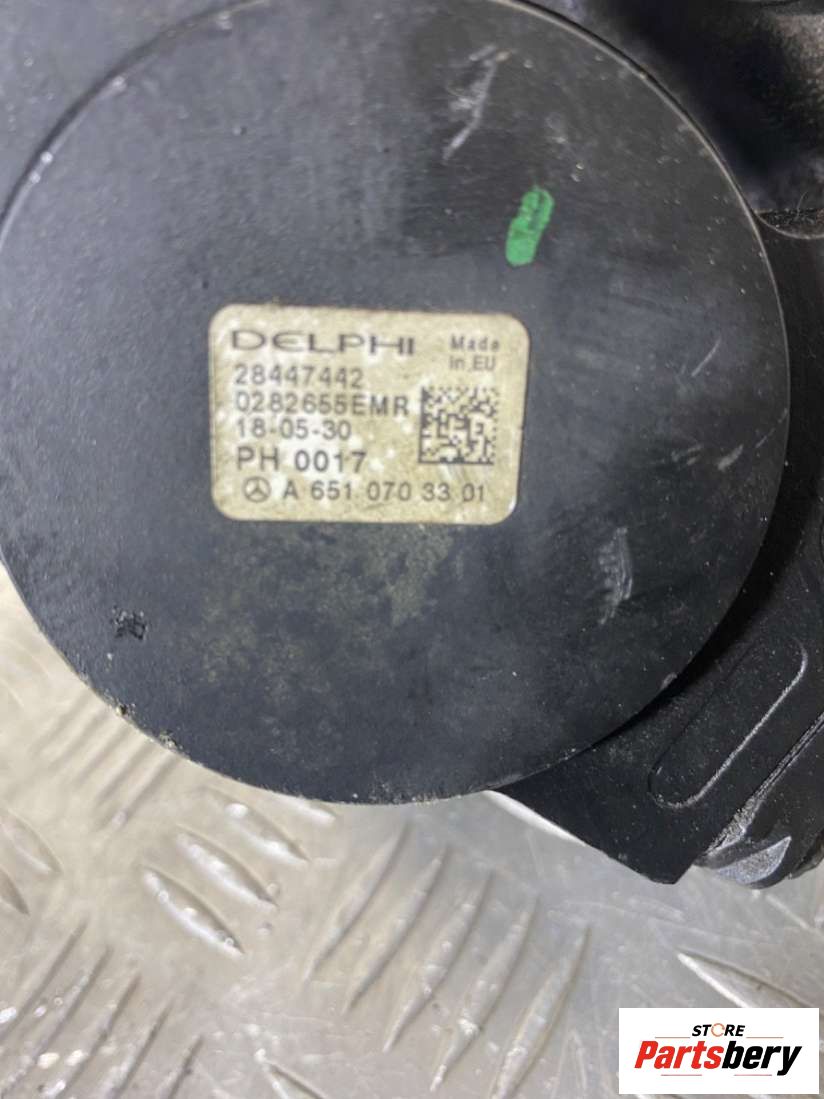 DELPHI Made
in EU
28447442
0282655EMR
18-05-30
PH 0017
A 651 070 33 01
STORE
Partsbery